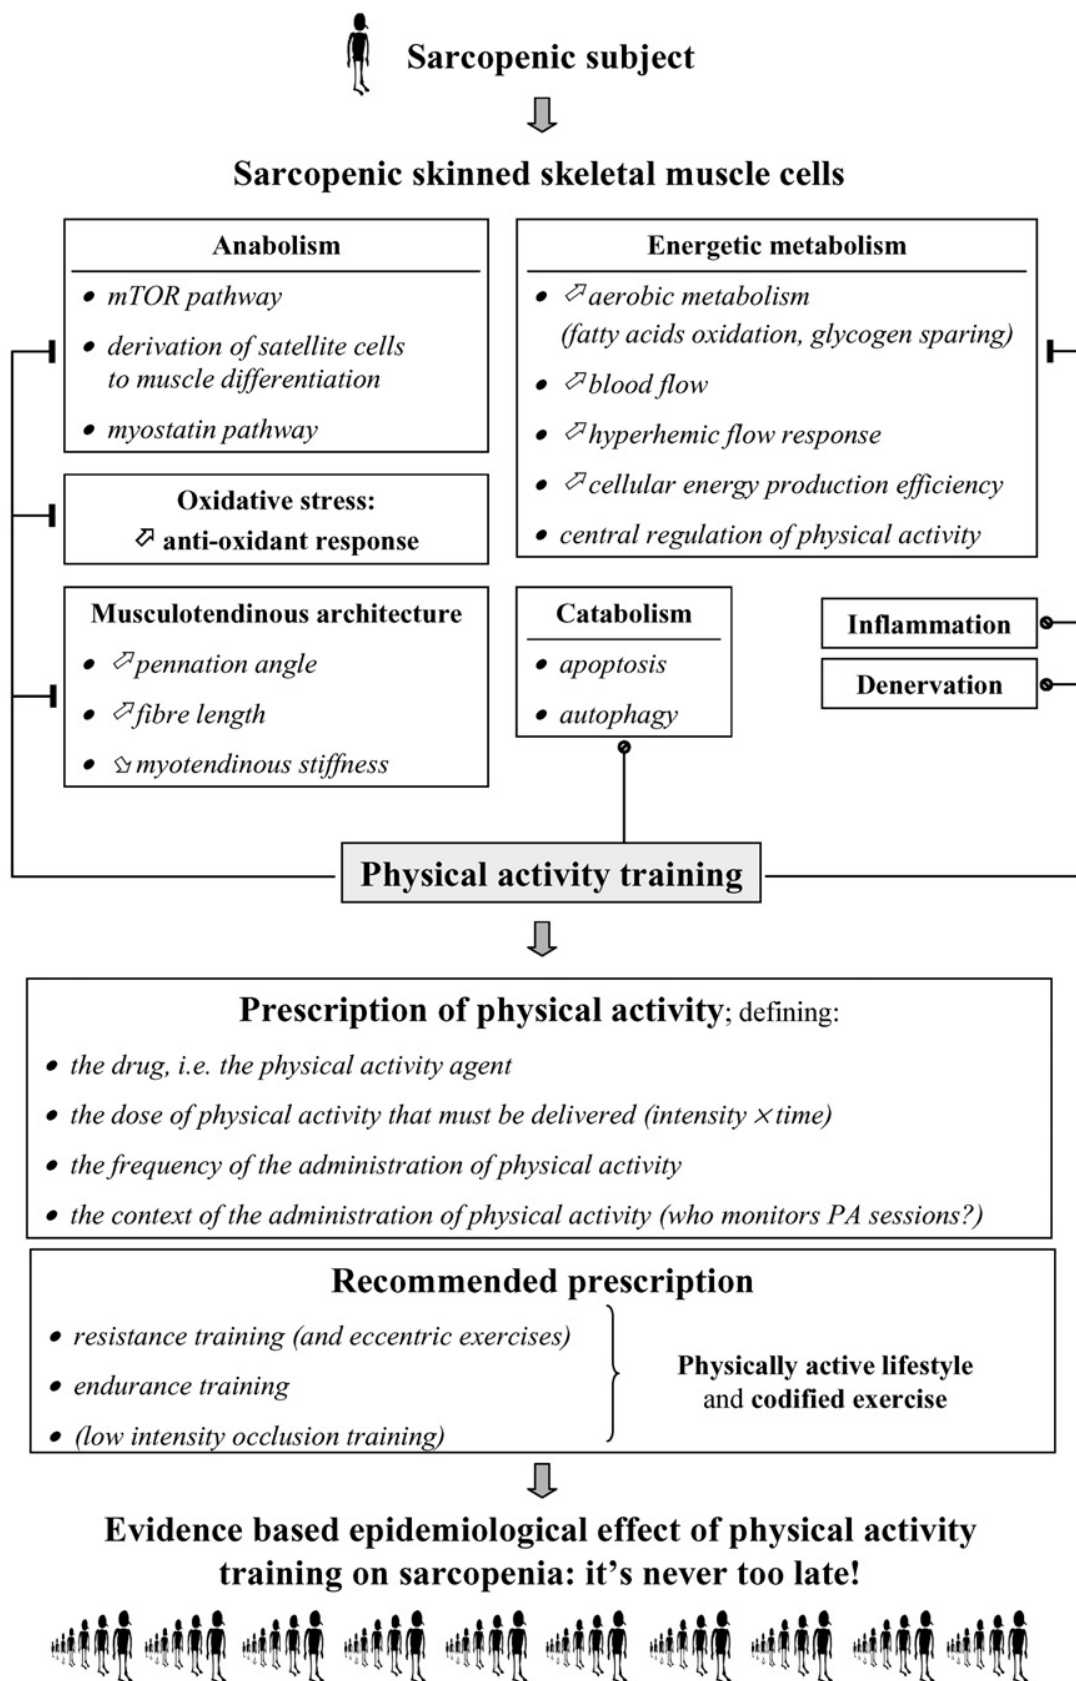 Sarcopenic subject
Sarcopenic skinned skeletal muscle cells
Anabolism
• mTOR pathway
• derivation of satellite cells
to muscle differentiation
• myostatin pathway
Oxidative stress:
⇗ anti-oxidant response
Musculotendinous architecture
• ⇗ pennation angle
• ⇗ fibre length
• ⇘ myotendinous stiffness
Energetic metabolism
• ⇗ aerobic metabolism
(fatty acids oxidation, glycogen sparing)
• ⇗ blood flow
• ⇗ hyperhemic flow response
• ⇗ cellular energy production efficiency
• central regulation of physical activity
Catabolism
• apoptosis
• autophagy
Inflammation
Denervation
Physical activity training
Prescription of physical activity; defining:
• the drug, i.e. the physical activity agent
• the dose of physical activity that must be delivered (intensity × time)
• the frequency of the administration of physical activity
• the context of the administration of physical activity (who monitors PA sessions?)
Recommended prescription
• resistance training (and eccentric exercises)
• endurance training
• (low intensity occlusion training)
Physically active lifestyle
and codified exercise
Evidence based epidemiological effect of physical activity
training on sarcopenia: it's never too late!